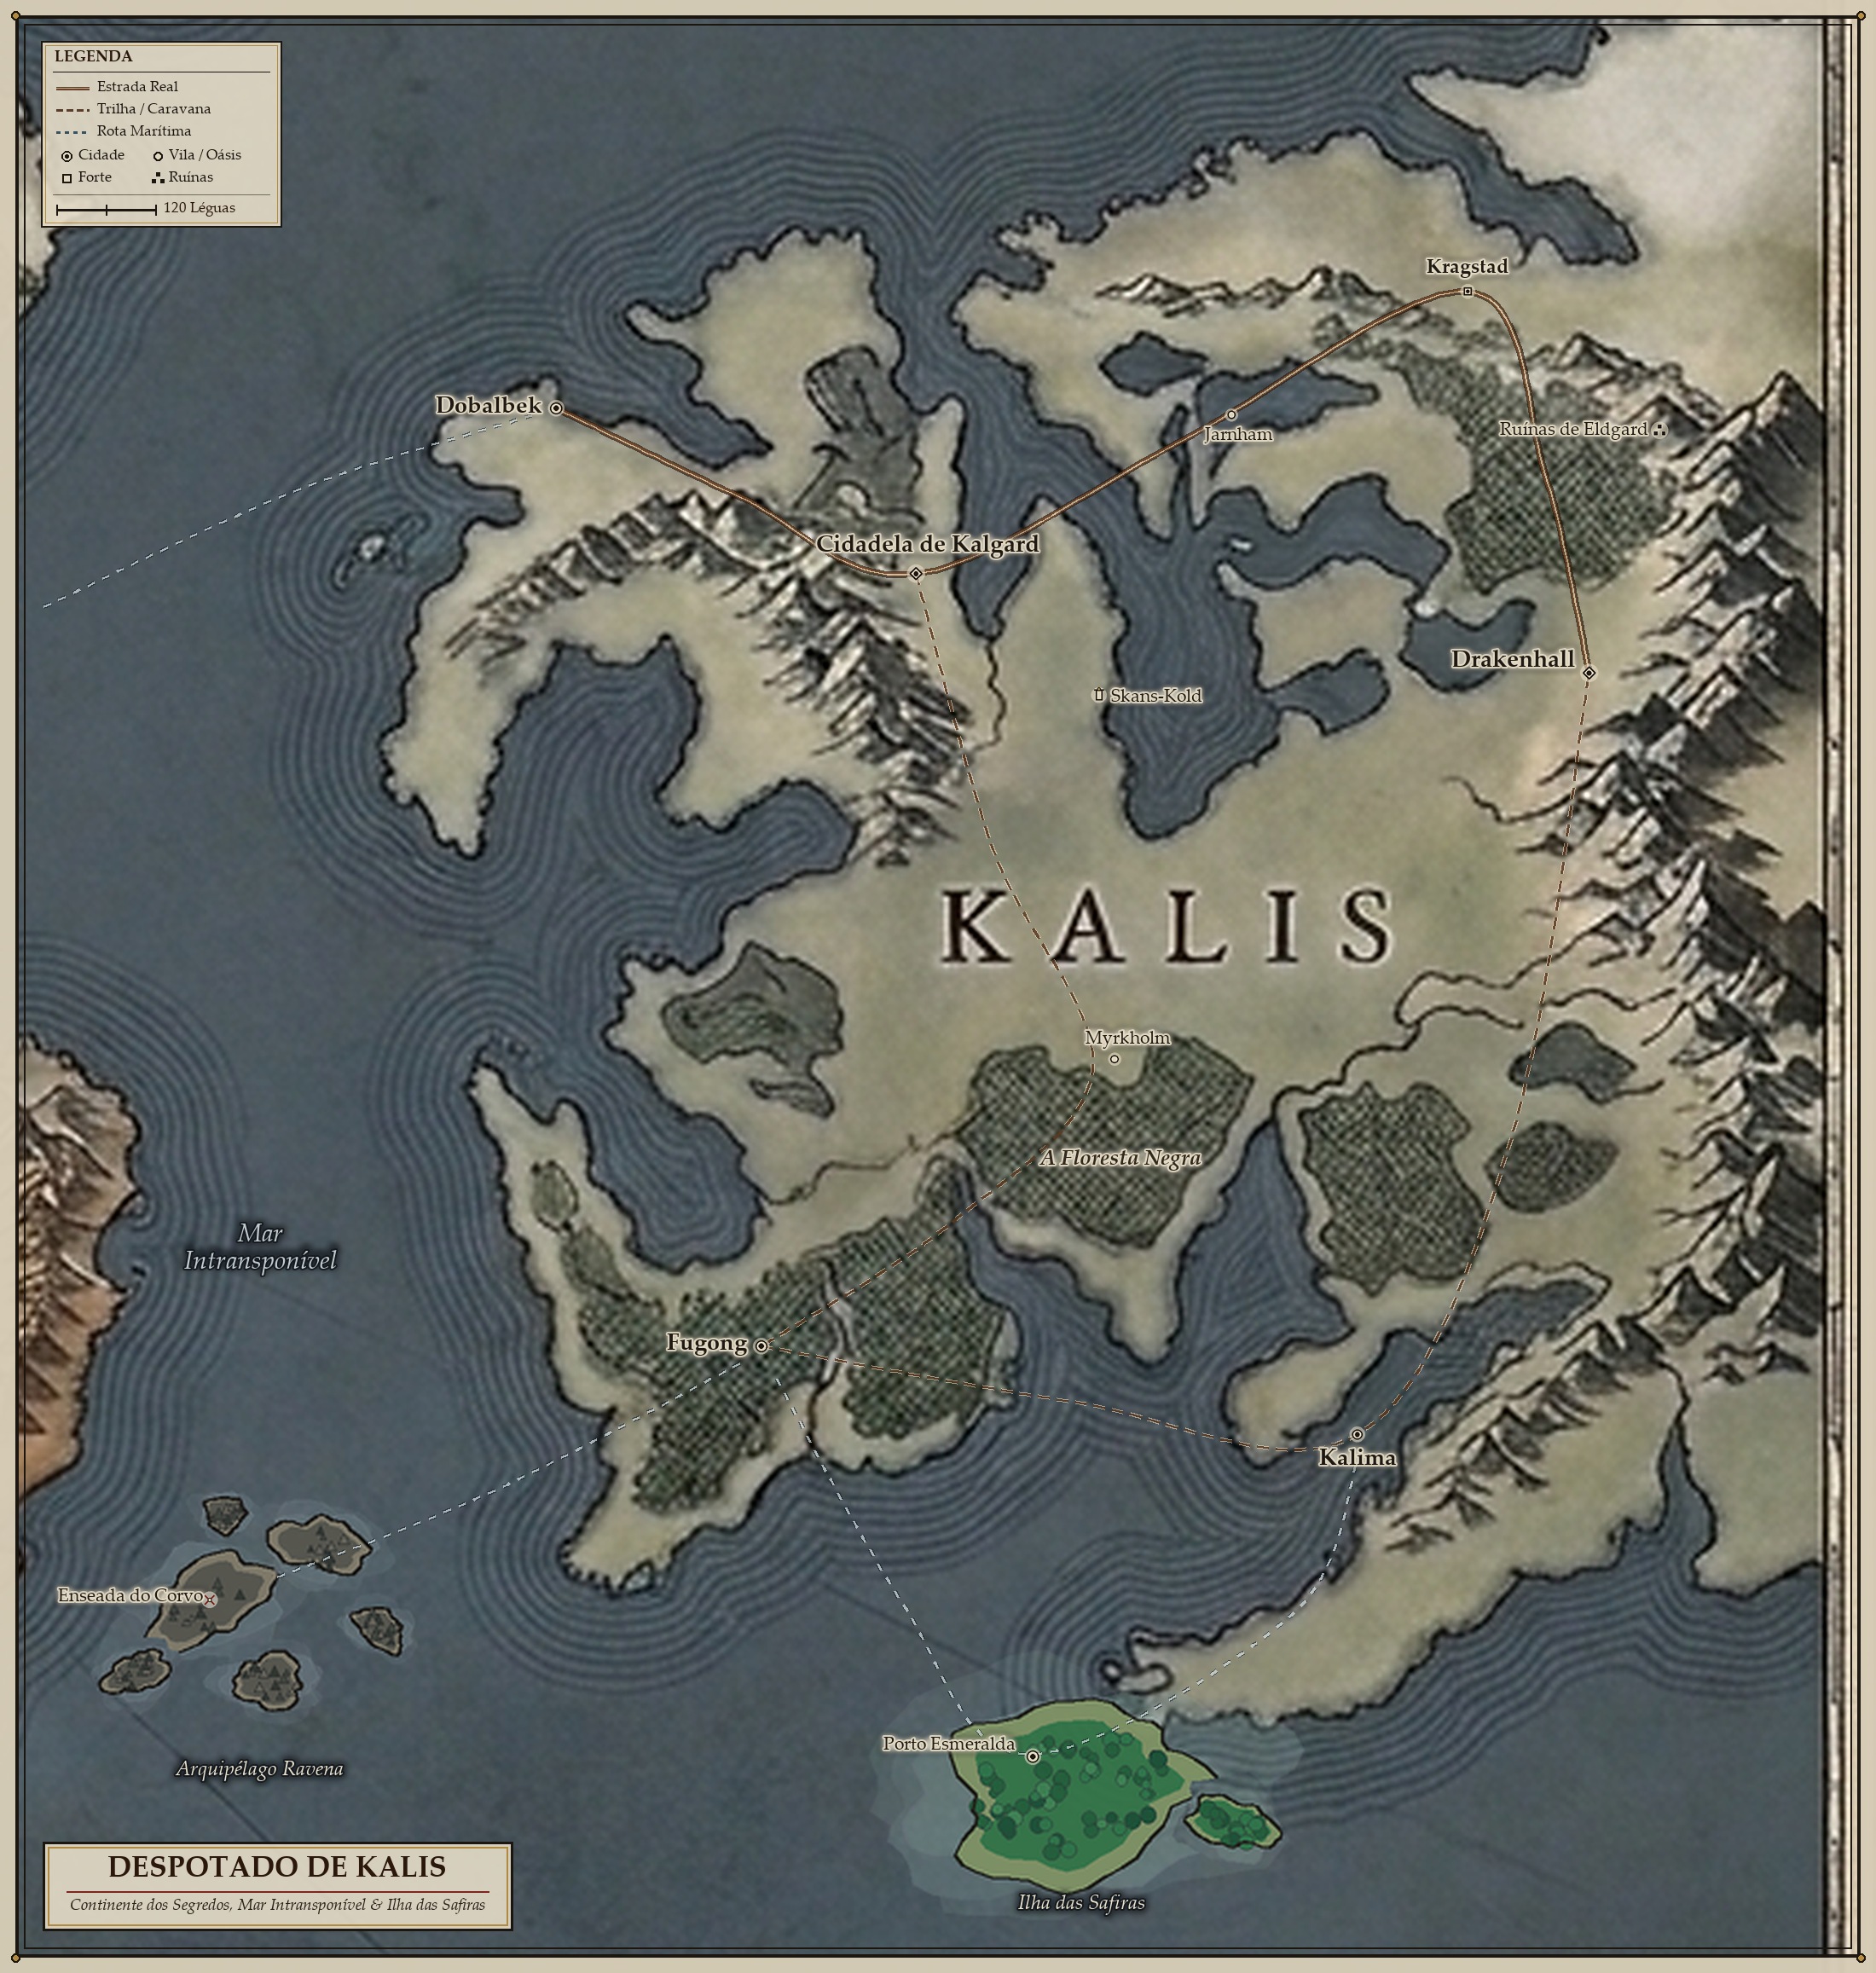 LEGENDA
Estrada Real
Trilha / Caravana
Rota Marítima
Cidade
Vila / Oásis
Forte
Ruínas
120 Léguas
Kragstad
Dobalbek
Jarnham
Ruínas de Eldgard
Cidadela de Kalgard
Drakenhall
Skans-Kold
KALIS
Myrkholm
A Floresta Negra
Mar
Intransponível
Fugong
Kalima
Enseada do Corvo
Porto Esmeralda
Arquipélago Ravena
Ilha das Safiras
DESPOTADO DE KALIS
Continente dos Segredos, Mar Intransponível & Ilha das Safiras